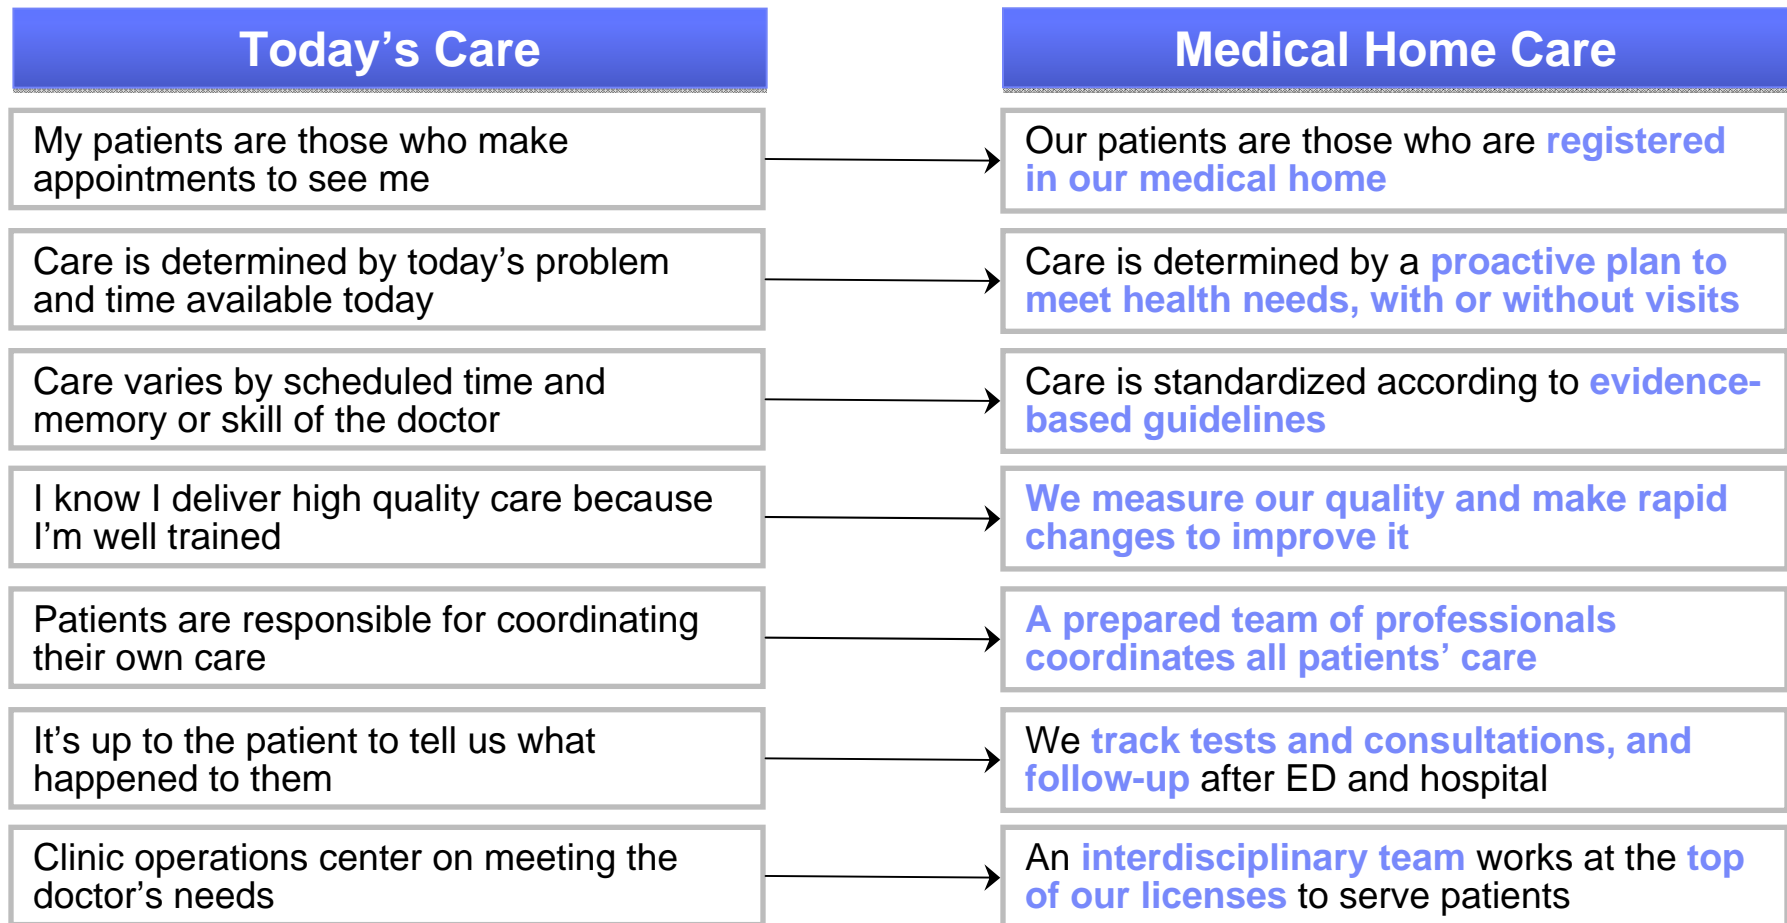 Today’s Care
Medical Home Care
My patients are those who make
appointments to see me
Our patients are those who are registered
in our medical home
Care is determined by today’s problem
and time available today
Care is determined by a proactive plan to
meet health needs, with or without visits
Care varies by scheduled time and
memory or skill of the doctor
Care is standardized according to evidence-
based guidelines
I know I deliver high quality care because
I’m well trained
We measure our quality and make rapid
changes to improve it
Patients are responsible for coordinating
their own care
A prepared team of professionals
coordinates all patients’ care
It’s up to the patient to tell us what
happened to them
We track tests and consultations, and
follow-up after ED and hospital
Clinic operations center on meeting the
doctor’s needs
An interdisciplinary team works at the top
of our licenses to serve patients